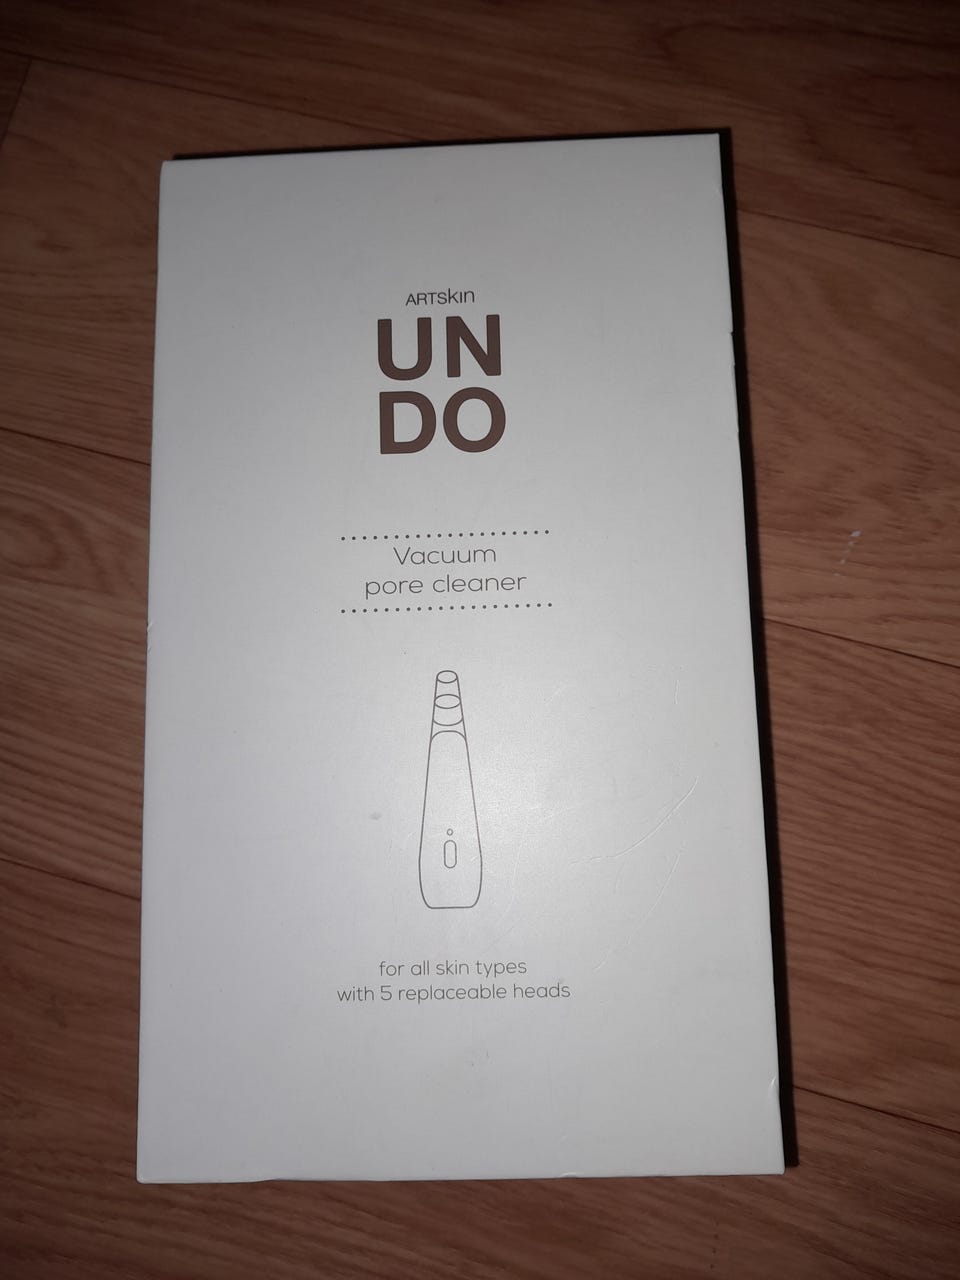 ARTskin
UN
DO
Vacuum
pore cleaner
for all skin types
with 5 replaceable heads